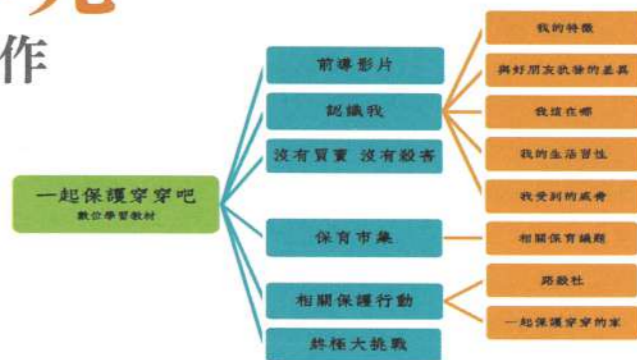 作
一起保護穿穿吧
數位學習教材
前導影片
認識我
沒有買賣 沒有殺害
保育市集
相關保護行動
終極大挑戰
我的特徵
與好朋友狄狳的差異
我這在哪
我的生活習性
我受到的威脅
相關保育議題
路殺社
一起保護穿穿的家